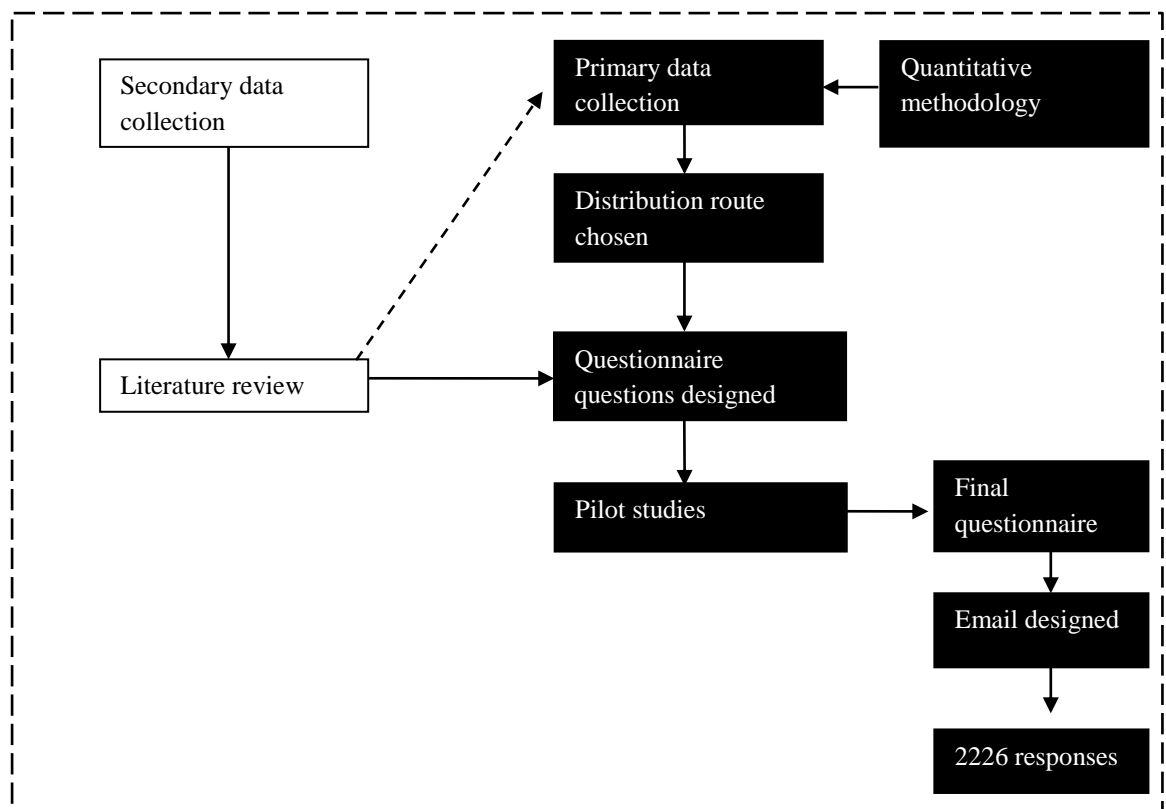 Secondary data
collection
Primary data
collection
Quantitative
methodology
Distribution route
chosen
Literature review
Questionnaire
questions designed
Pilot studies
Final
questionnaire
Email designed
2226 responses